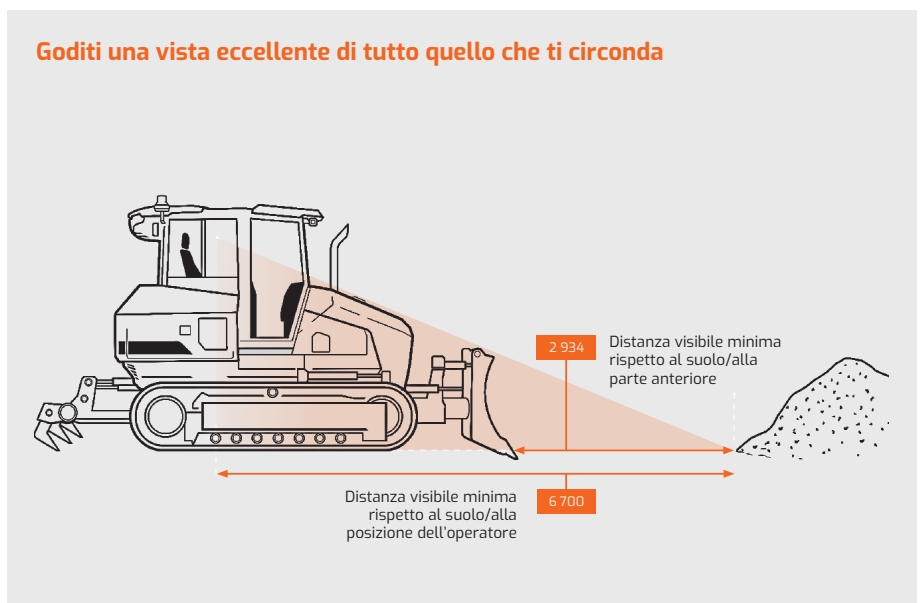 Goditi una vista eccellente di tutto quello che ti circonda
2 934
Distanza visibile minima
rispetto al suolo/alla
parte anteriore
Distanza visibile minima
rispetto al suolo/alla
posizione dell'operatore
6 700